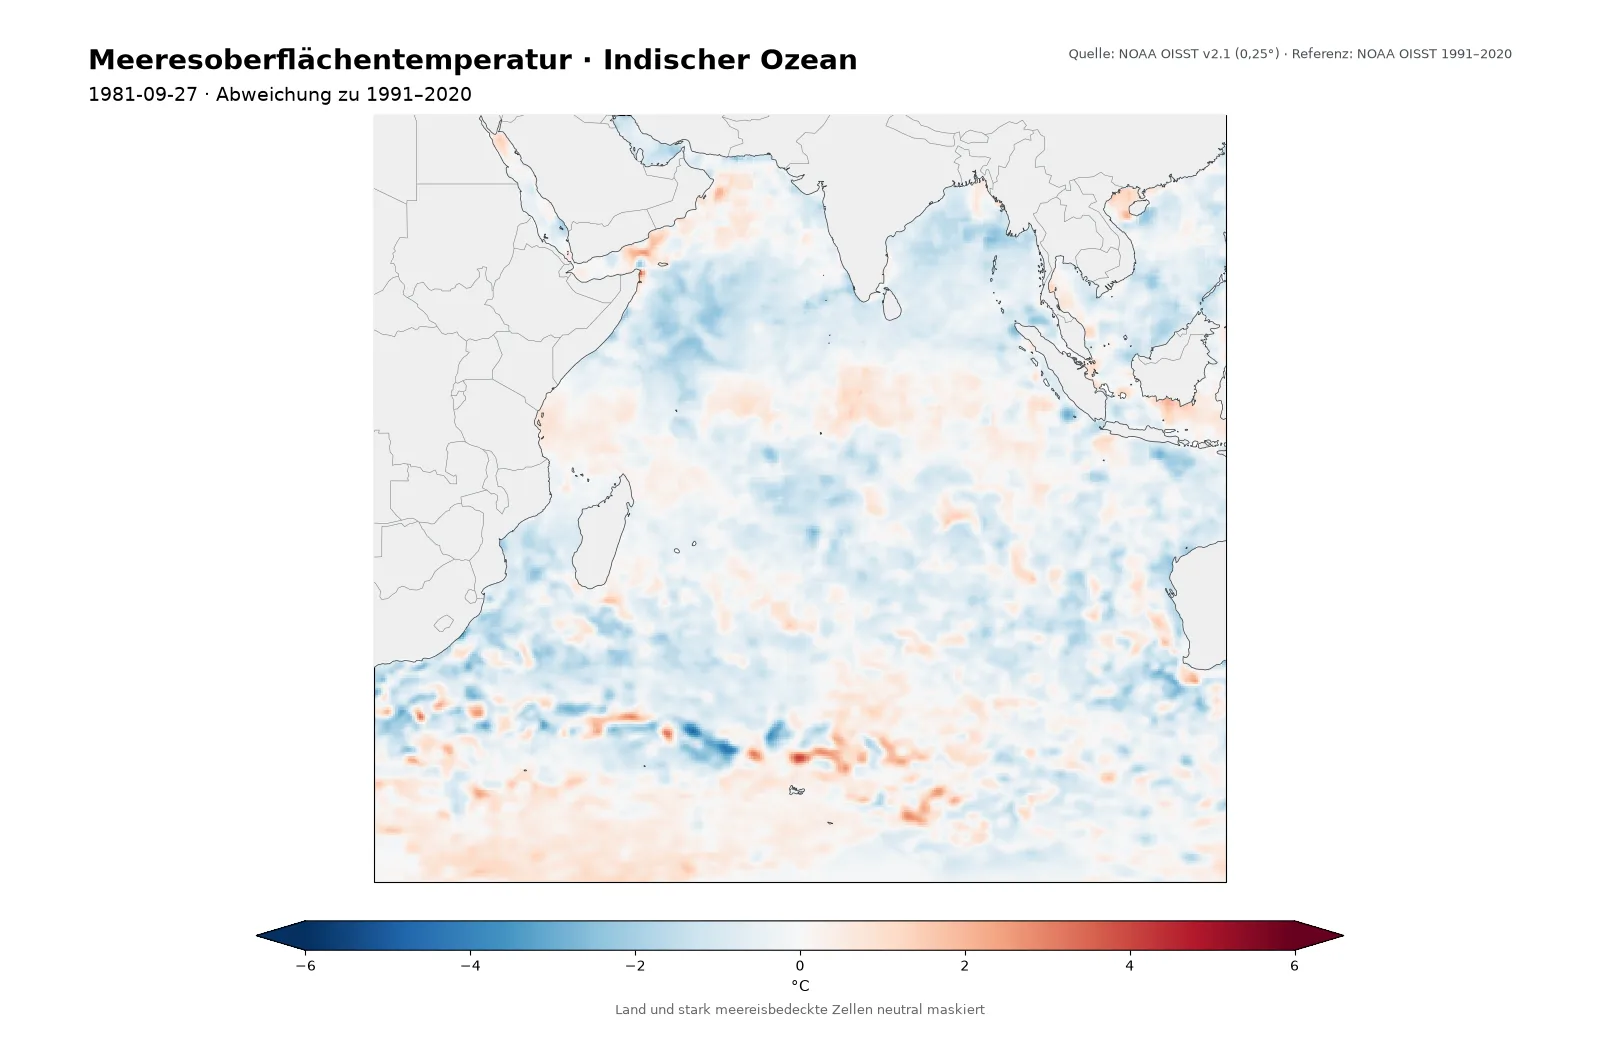 Meeresoberflächentemperatur · Indischer Ozean
Quelle: NOAA OISST v2.1 (0,25°) · Referenz: NOAA OISST 1991–2020
1981-09-27 · Abweichung zu 1991–2020
−6 −4 −2 0 2 4 6
°C
Land und stark meereisbedeckte Zellen neutral maskiert